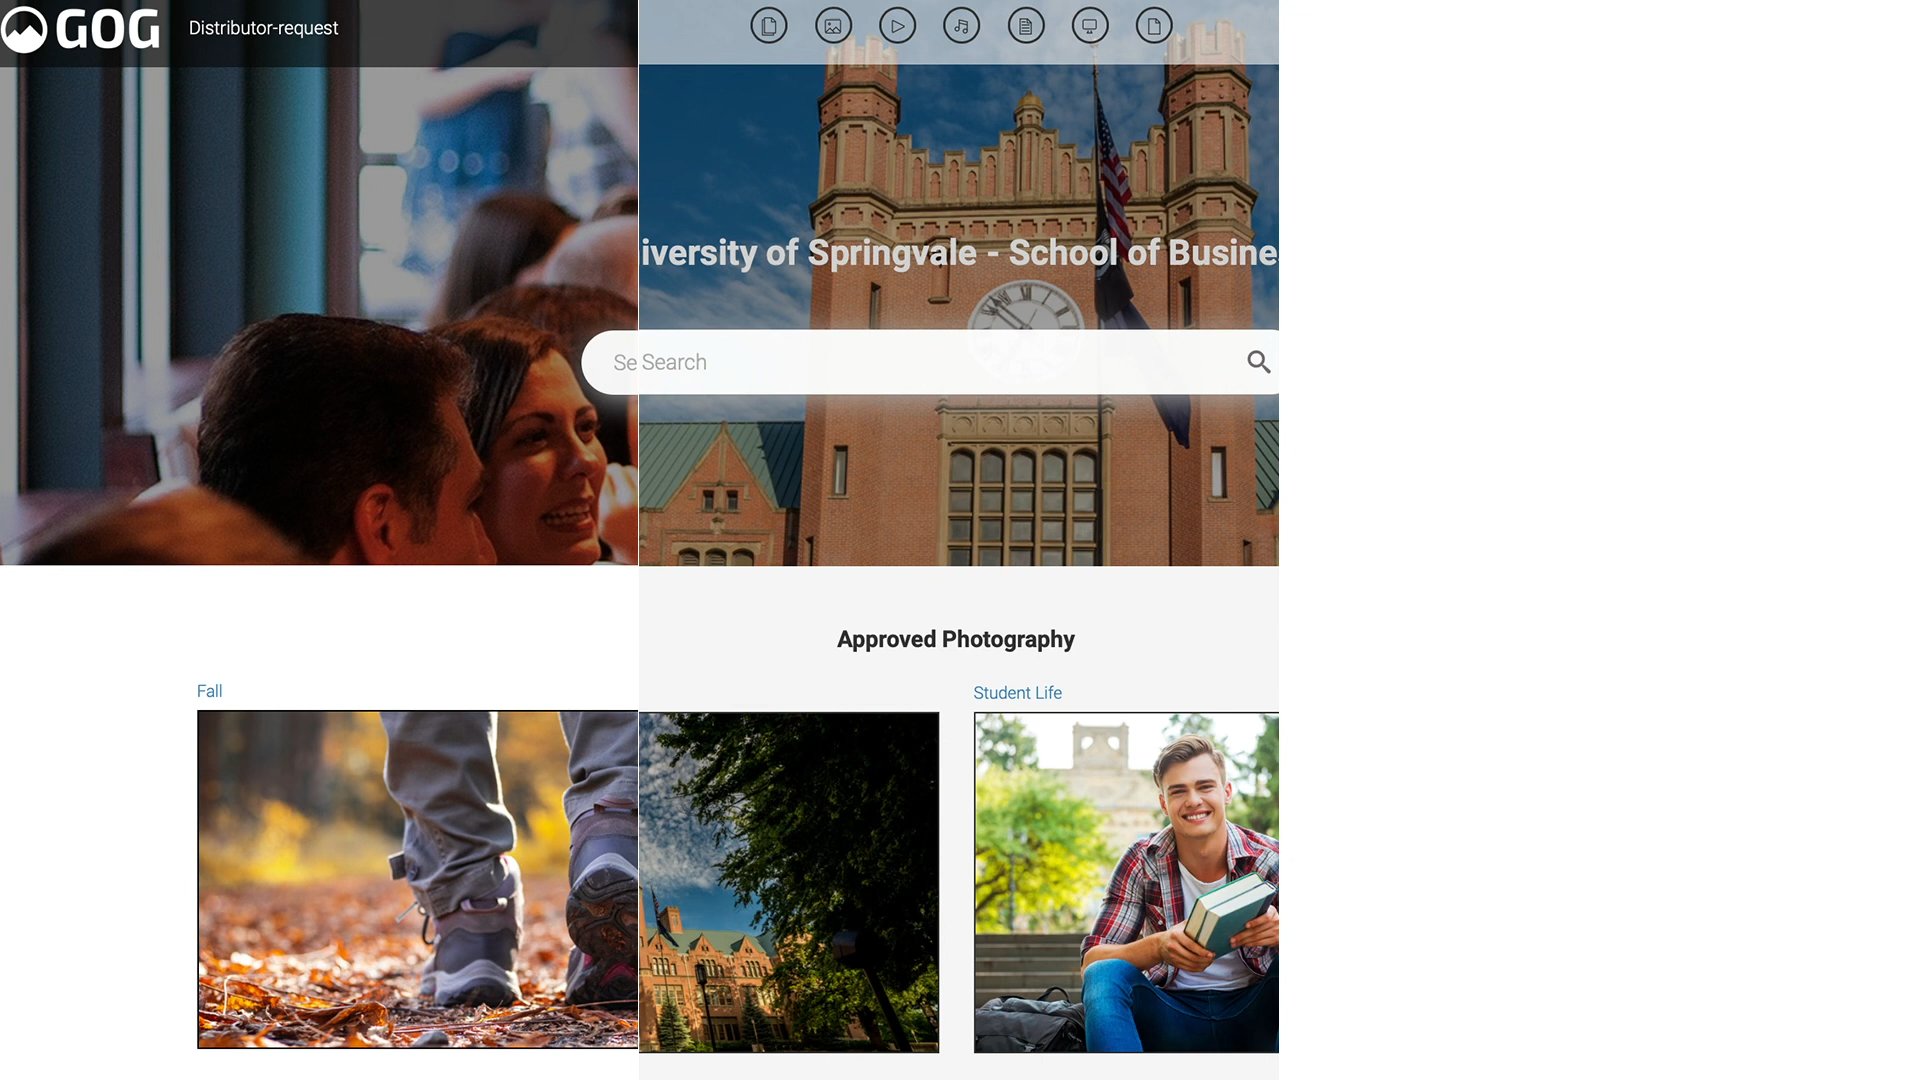 GOG
Distributor-request
iversity of Springvale - School of Busine
Se Search
Approved Photography
Fall
Student Life